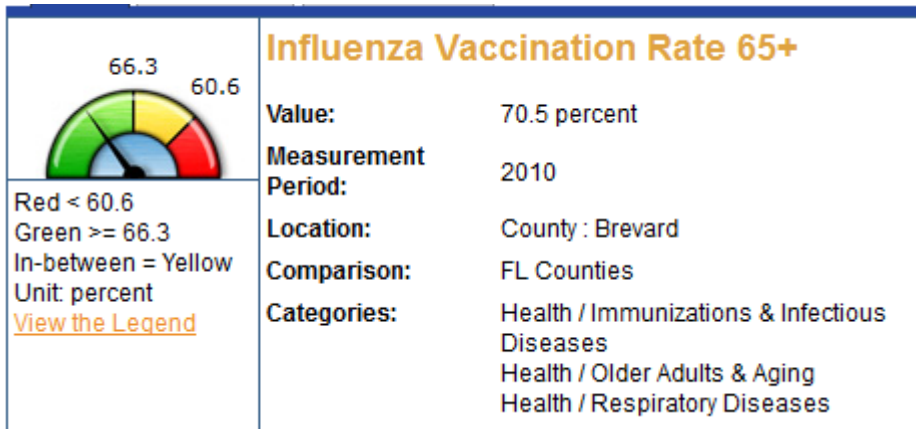 66.3
60.6
Red < 60.6
Green >= 66.3
In-between = Yellow
Unit: percent
View the Legend
Influenza Vaccination Rate 65+
Value: 70.5 percent
Measurement
Period: 2010
Location: County : Brevard
Comparison: FL Counties
Categories: Health / Immunizations & Infectious
Diseases
Health / Older Adults & Aging
Health / Respiratory Diseases